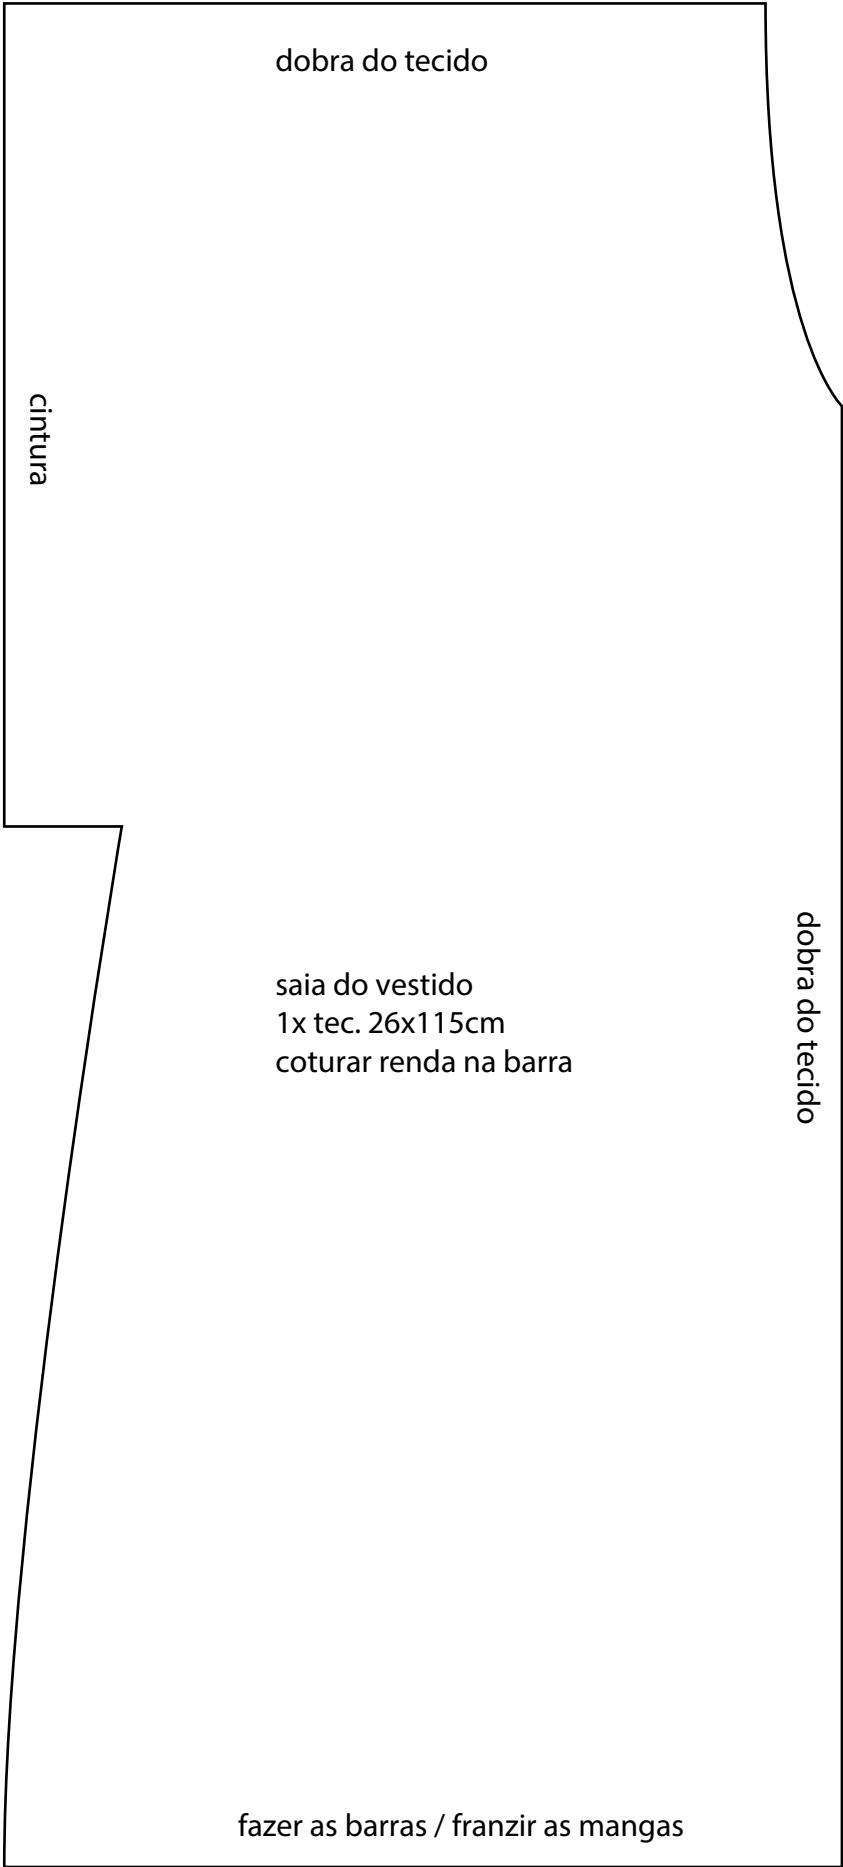 dobra do tecido
cintura
dobra do tecido
saia do vestido
1x tec. 26x115cm
coturar renda na barra
fazer as barras / franzir as mangas